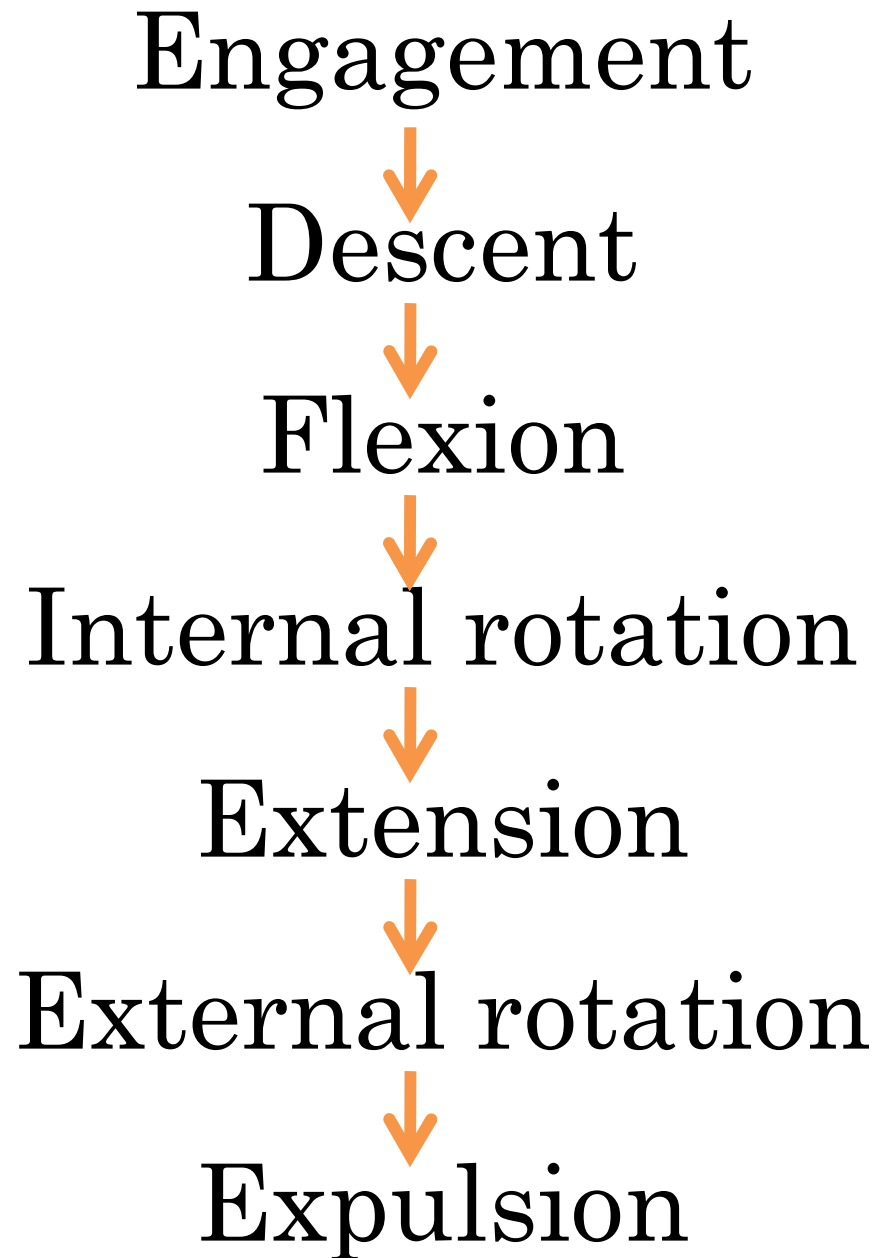 Engagement
Descent
Flexion
Internal rotation
Extension
External rotation
Expulsion